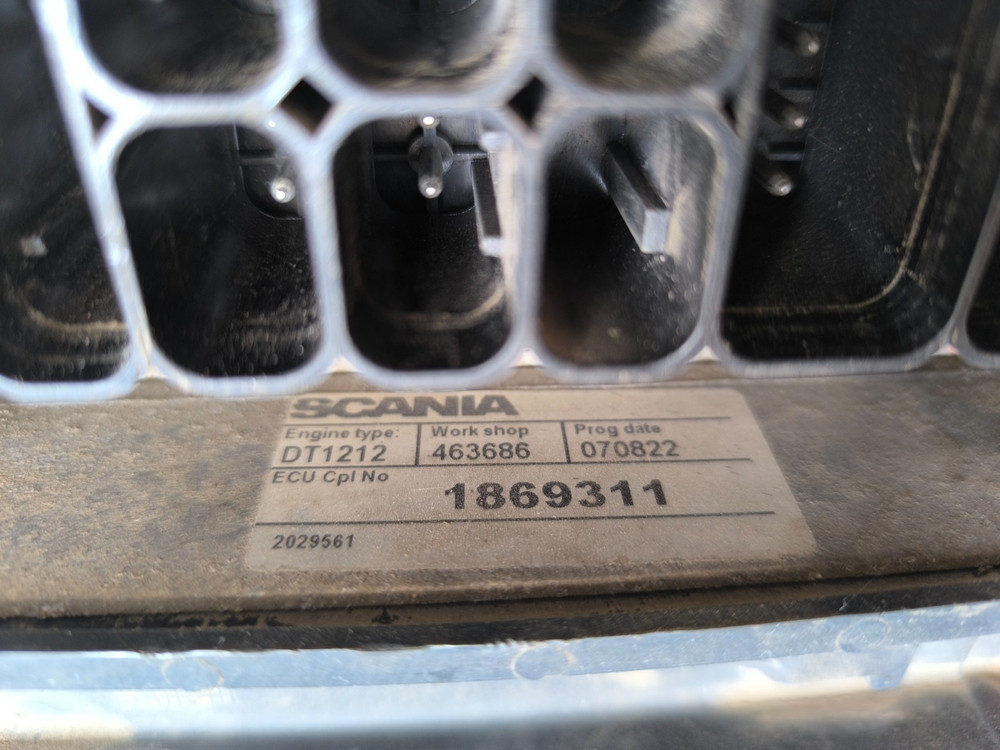 SCANIA
Engine type: Work shop Prog date
DT1212 463686 070822
ECU Cpl No
1869311
2029561